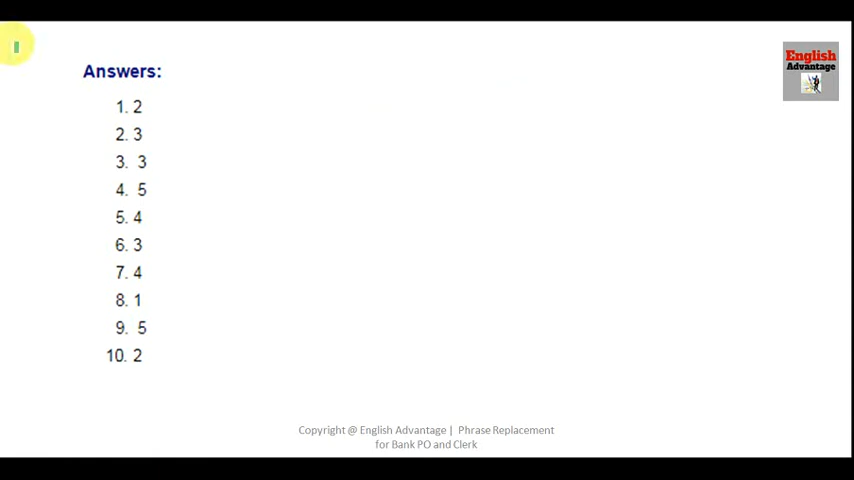 English
Advantage
Answers:
1. 2
2. 3
3. 3
4. 5
5. 4
6. 3
7. 4
8. 1
9. 5
10. 2
Copyright @ English Advantage | Phrase Replacement
for Bank PO and Clerk